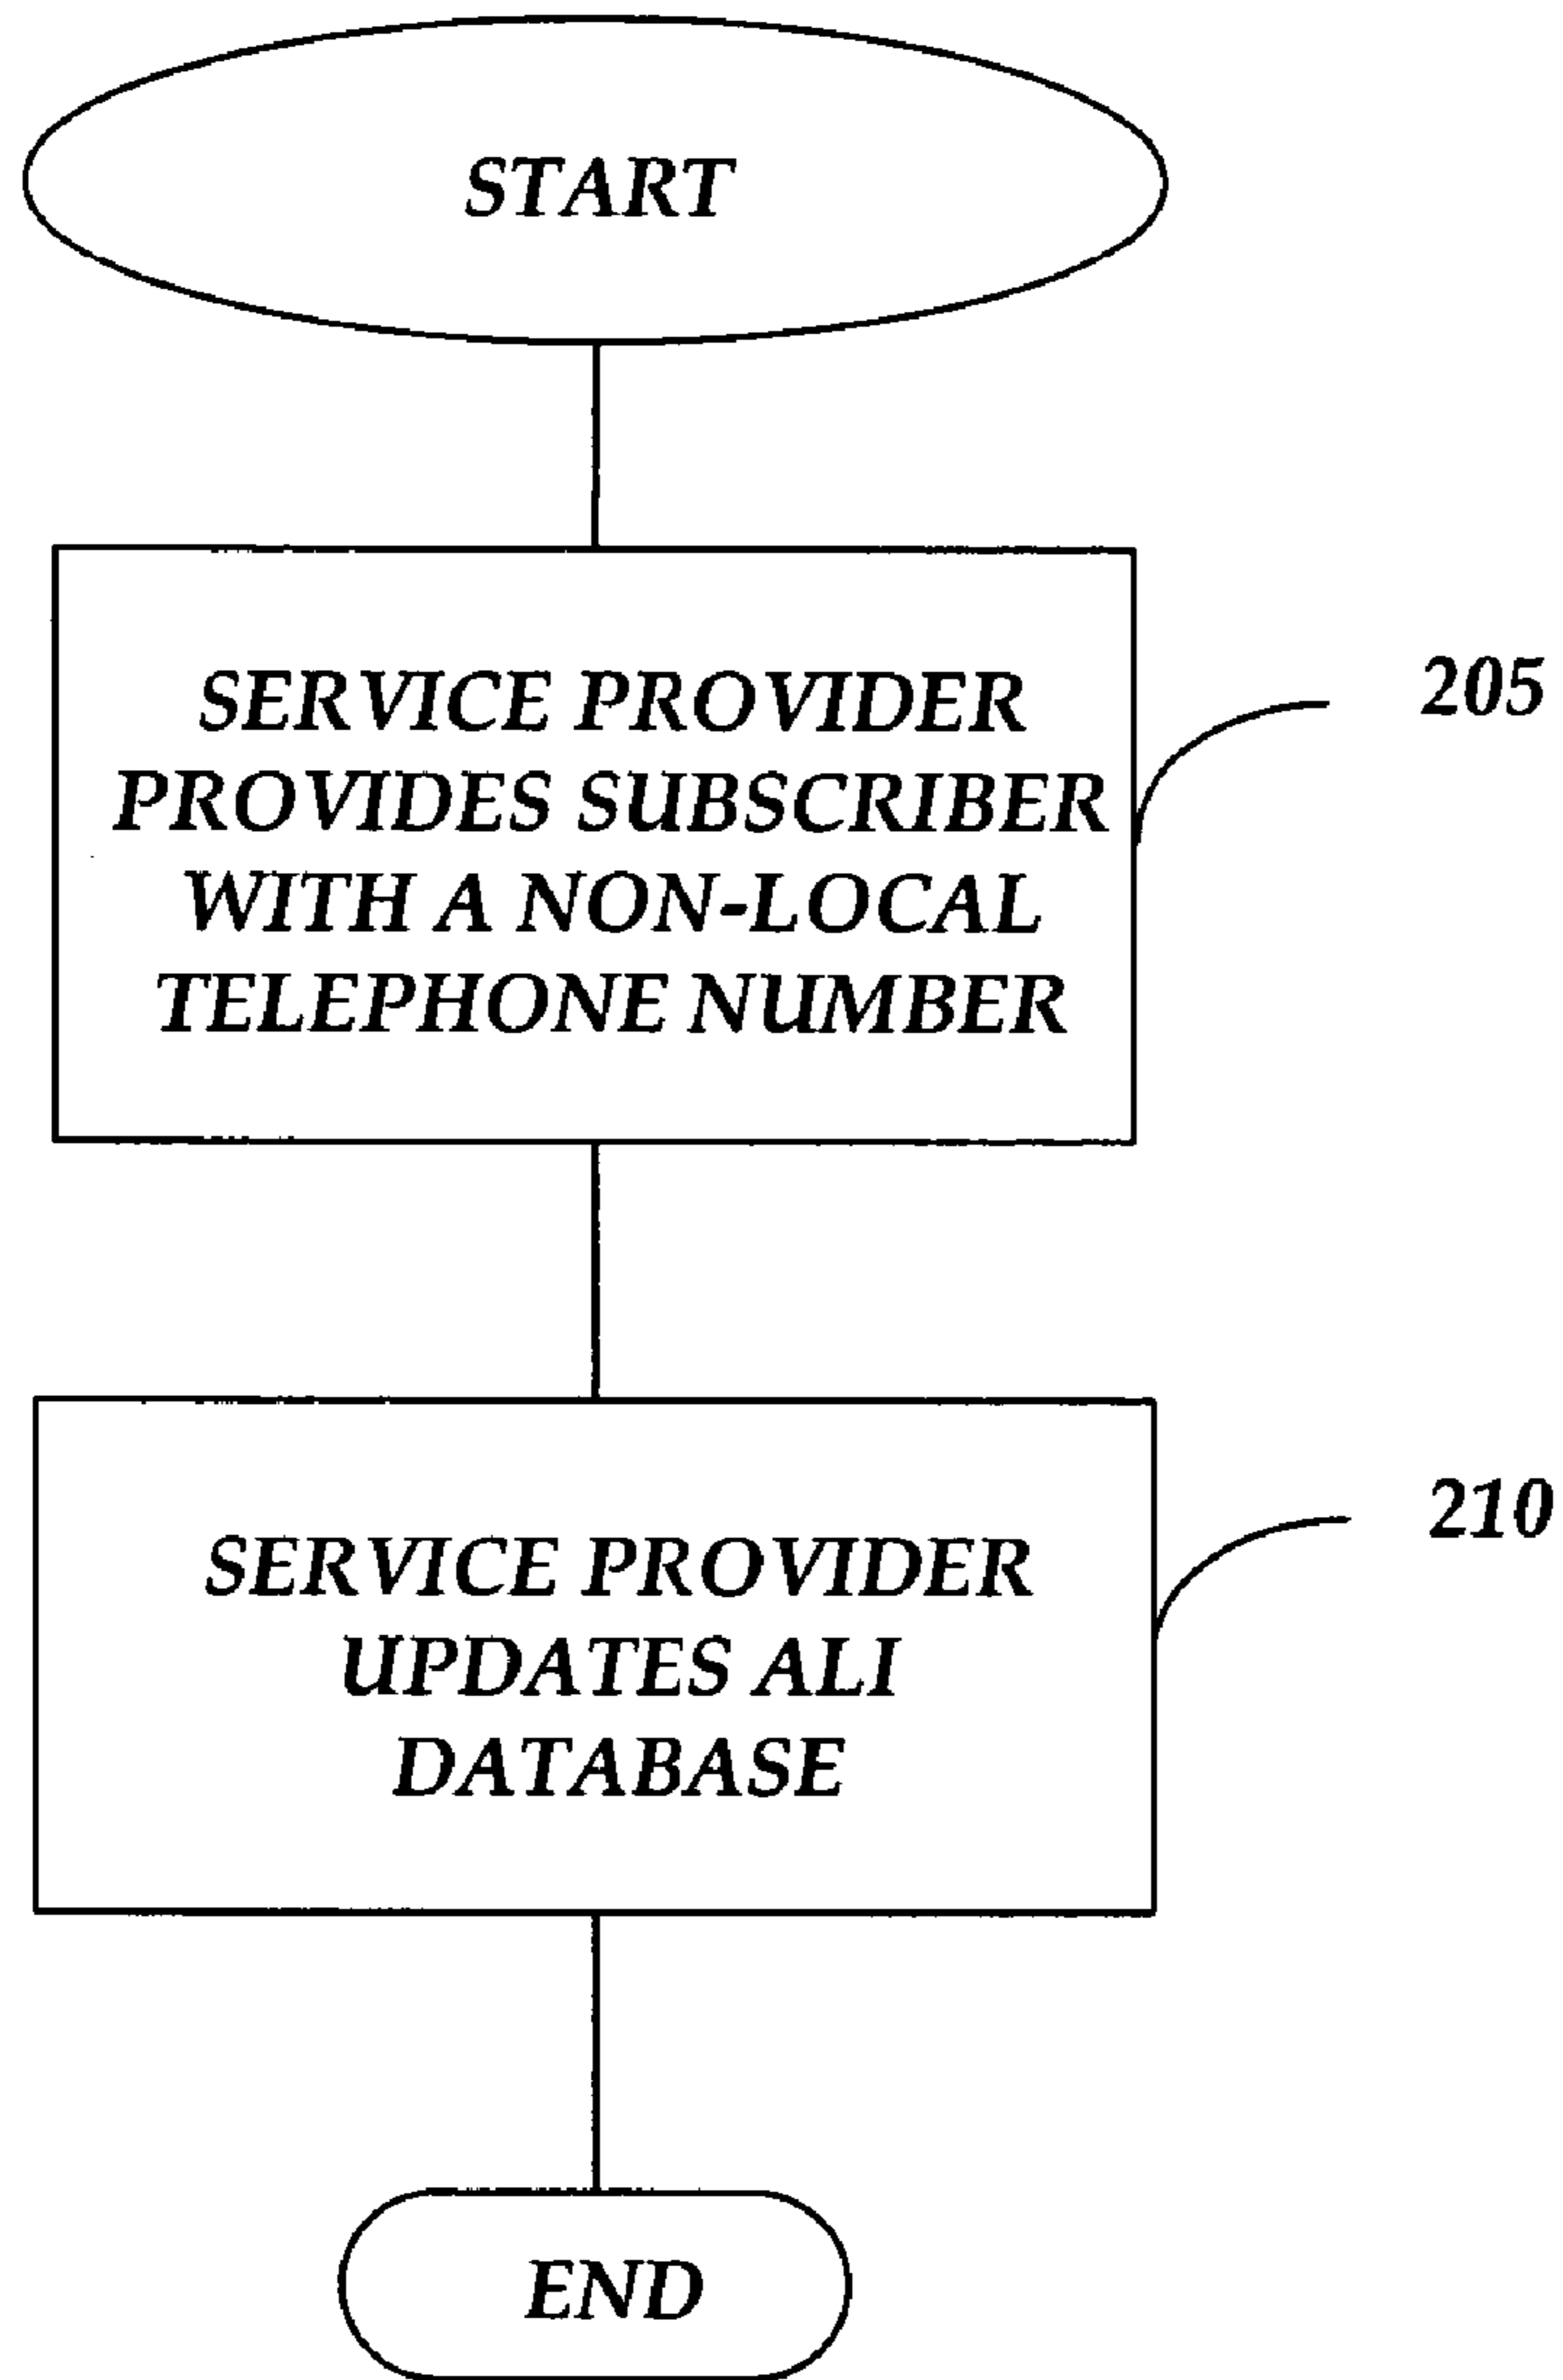 START
SERVICE PROVIDER
PROVIDES SUBSCRIBER
WITH A NON-LOCAL
TELEPHONE NUMBER
205
SERVICE PROVIDER
UPDATES ALI
DATABASE
210
END